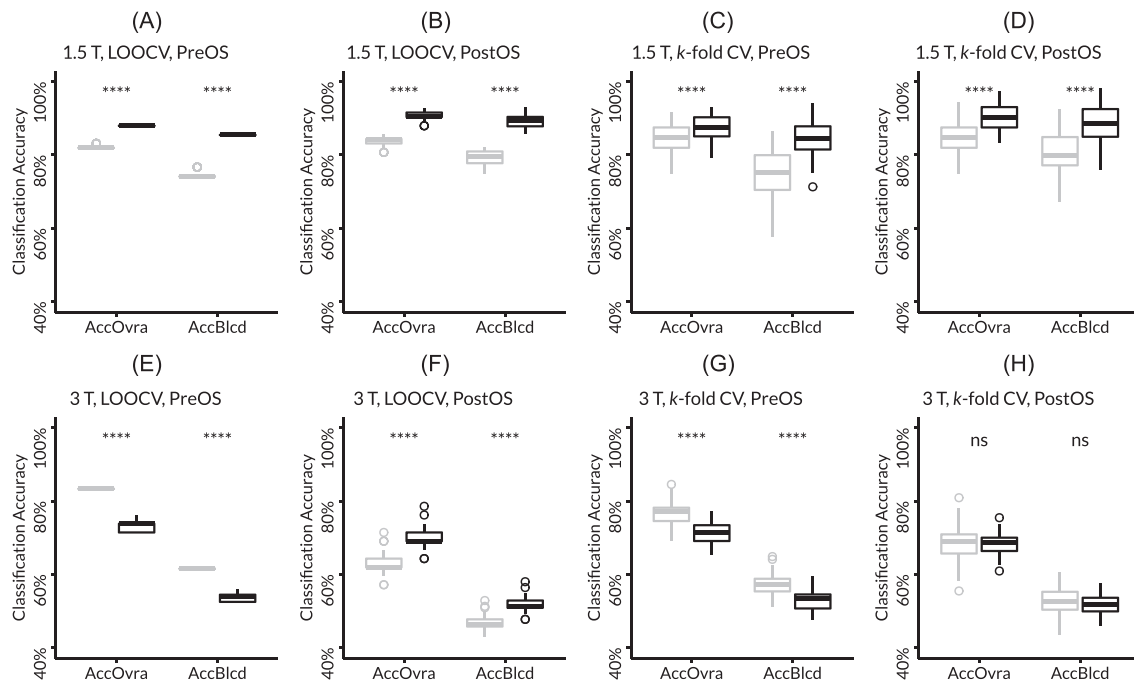 (A)
1.5 T, LOOCV, PreOS
Classification Accuracy
100%
80%
60%
40%
****
****
AccOvra
AccBlcd
(B)
1.5 T, LOOCV, PostOS
Classification Accuracy
100%
80%
60%
40%
****
****
AccOvra
AccBlcd
(C)
1.5 T, k-fold CV, PreOS
Classification Accuracy
100%
80%
60%
40%
****
****
AccOvra
AccBlcd
(D)
1.5 T, k-fold CV, PostOS
Classification Accuracy
100%
80%
60%
40%
****
****
AccOvra
AccBlcd
(E)
3 T, LOOCV, PreOS
Classification Accuracy
100%
80%
60%
40%
****
****
AccOvra
AccBlcd
(F)
3 T, LOOCV, PostOS
Classification Accuracy
100%
80%
60%
40%
****
****
AccOvra
AccBlcd
(G)
3 T, k-fold CV, PreOS
Classification Accuracy
100%
80%
60%
40%
****
****
AccOvra
AccBlcd
(H)
3 T, k-fold CV, PostOS
Classification Accuracy
100%
80%
60%
40%
ns
ns
AccOvra
AccBlcd